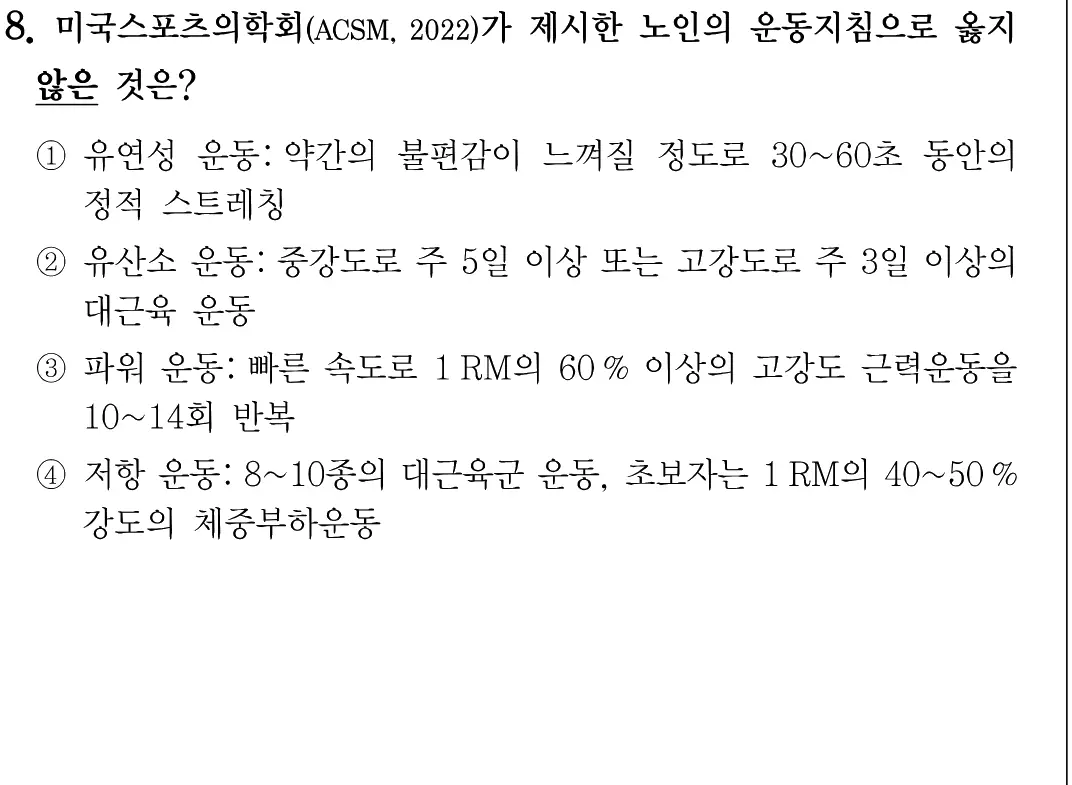 8. 미국스포츠의학회(ACSM, 2022)가 제시한 노인의 운동지침으로 옳지
않은 것은?
① 유연성 운동: 약간의 불편감이 느껴질 정도로 30~60초 동안의
정적 스트레칭
② 유산소 운동: 중강도로 주 5일 이상 또는 고강도로 주 3일 이상의
대근육 운동
③ 파워 운동: 빠른 속도로 1RM의 60% 이상의 고강도 근력운동을
10~14회 반복
④ 저항 운동: 8~10종의 대근육군 운동, 초보자는 1RM의 40~50%
강도의 체중부하운동